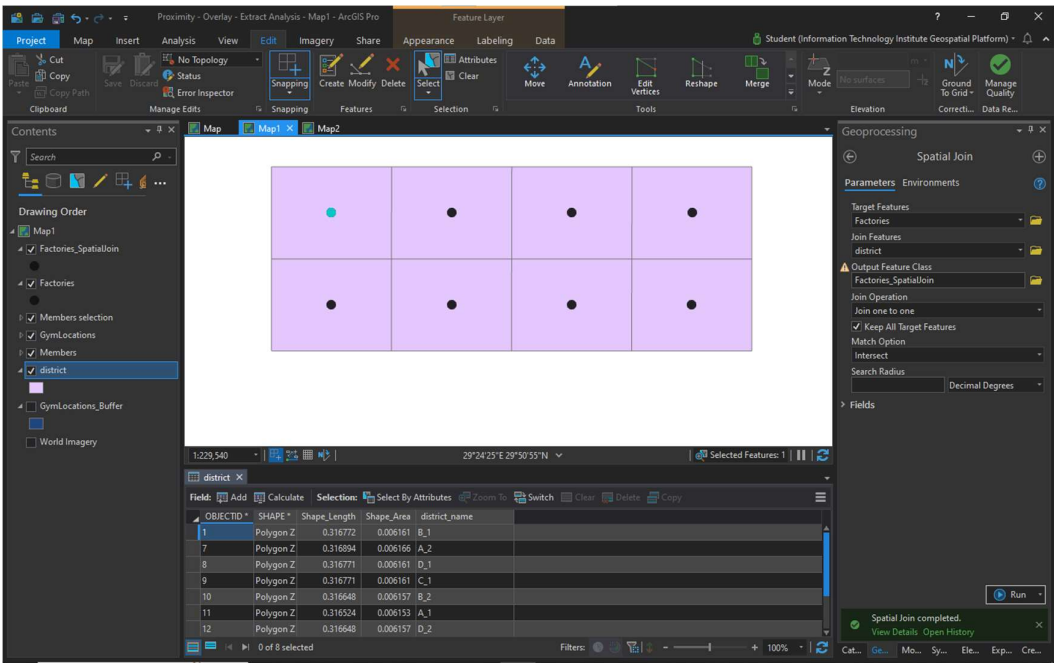 Proximity - Overlay - Extract Analysis - Map1 - ArcGIS Pro
Feature Layer
?
Project Map Insert Analysis View Edit Imagery Share Appearance Labeling Data
Student (Information Technology Institute Geospatial Platform)
Paste
Cut
Copy
Copy Path
Clipboard
Save
Discard
No Topology
Status
Error Inspector
Manage Edits
Snapping
Snapping
Create
Modify
Delete
Features
Select
Attributes
Clear
Selection
Move
Annotation
Edit Vertices
Reshape
Merge
Tools
Mode
No surfaces
m
Elevation
Ground To Grid
Correcti...
Manage Quality
Data Re...
Contents
Search
Drawing Order
Map1
Factories_SpatialJoin
Factories
Members selection
GymLocations
Members
district
GymLocations_Buffer
World Imagery
Map Map1 Map2
1:229,540
29°24'25"E 29°50'55"N
Selected Features: 1
district
Field: Add Calculate Selection: Select By Attributes Zoom To Switch Clear Delete Copy
OBJECTID * SHAPE * Shape_Length Shape_Area district_name
1 Polygon Z 0.316772 0.006161 B_1
7 Polygon Z 0.316894 0.006166 A_2
8 Polygon Z 0.316771 0.006161 D_1
9 Polygon Z 0.316771 0.006161 C_1
10 Polygon Z 0.316648 0.006157 B_2
11 Polygon Z 0.316524 0.006153 A_1
12 Polygon Z 0.316648 0.006157 D_2
0 of 8 selected
Filters:
100%
Geoprocessing
Spatial Join
Parameters Environments
Target Features
Factories
Join Features
district
Output Feature Class
Factories_SpatialJoin
Join Operation
Join one to one
Keep All Target Features
Match Option
Intersect
Search Radius
Decimal Degrees
Fields
Run
Spatial Join completed.
View Details Open History
Cat... Ge... Mo... Sy... Ele... Exp... Cre...